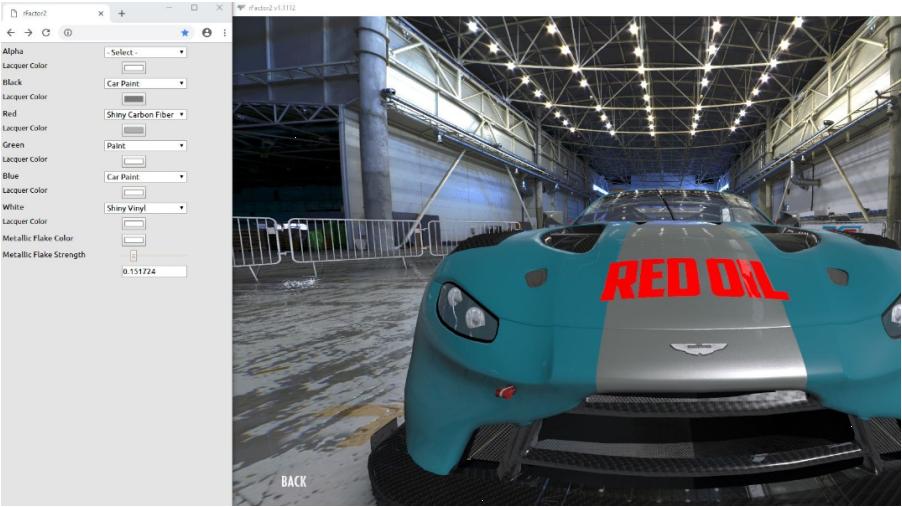 rFactor2
rFactor2 v1.1112
Alpha
- Select -
Lacquer Color
Black
Car Paint
Lacquer Color
Red
Shiny Carbon Fiber
Lacquer Color
Green
Paint
Lacquer Color
Blue
Car Paint
Lacquer Color
White
Shiny Vinyl
Lacquer Color
Metallic Flake Color
Metallic Flake Strength
0.151724
RED OIL
BACK